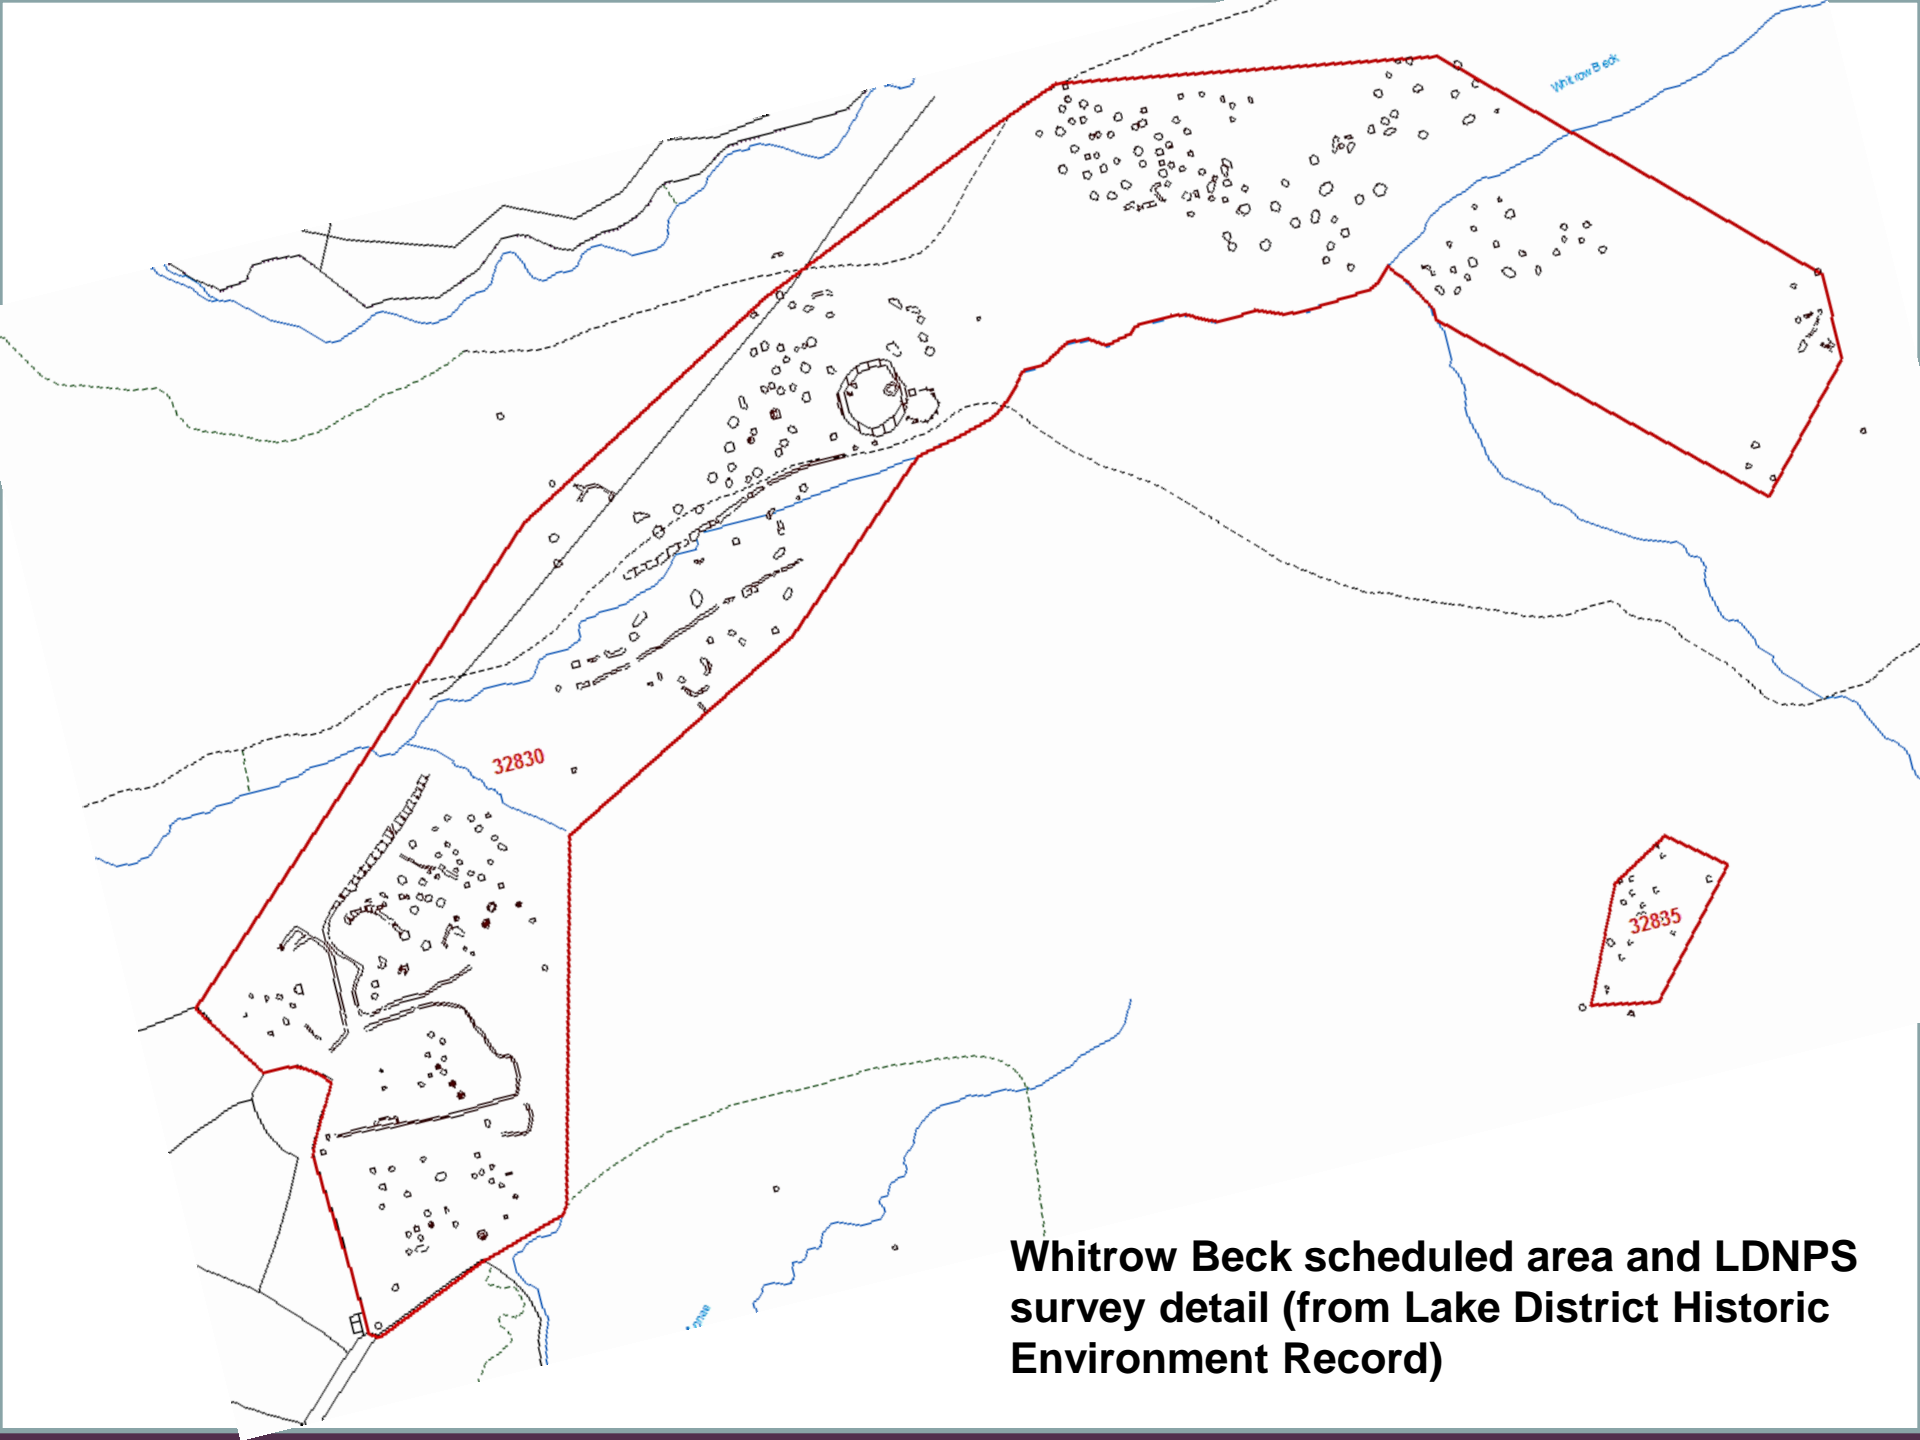 Whitrow Beck
32830
32835
Whitrow Beck scheduled area and LDNPS
survey detail (from Lake District Historic
Environment Record)